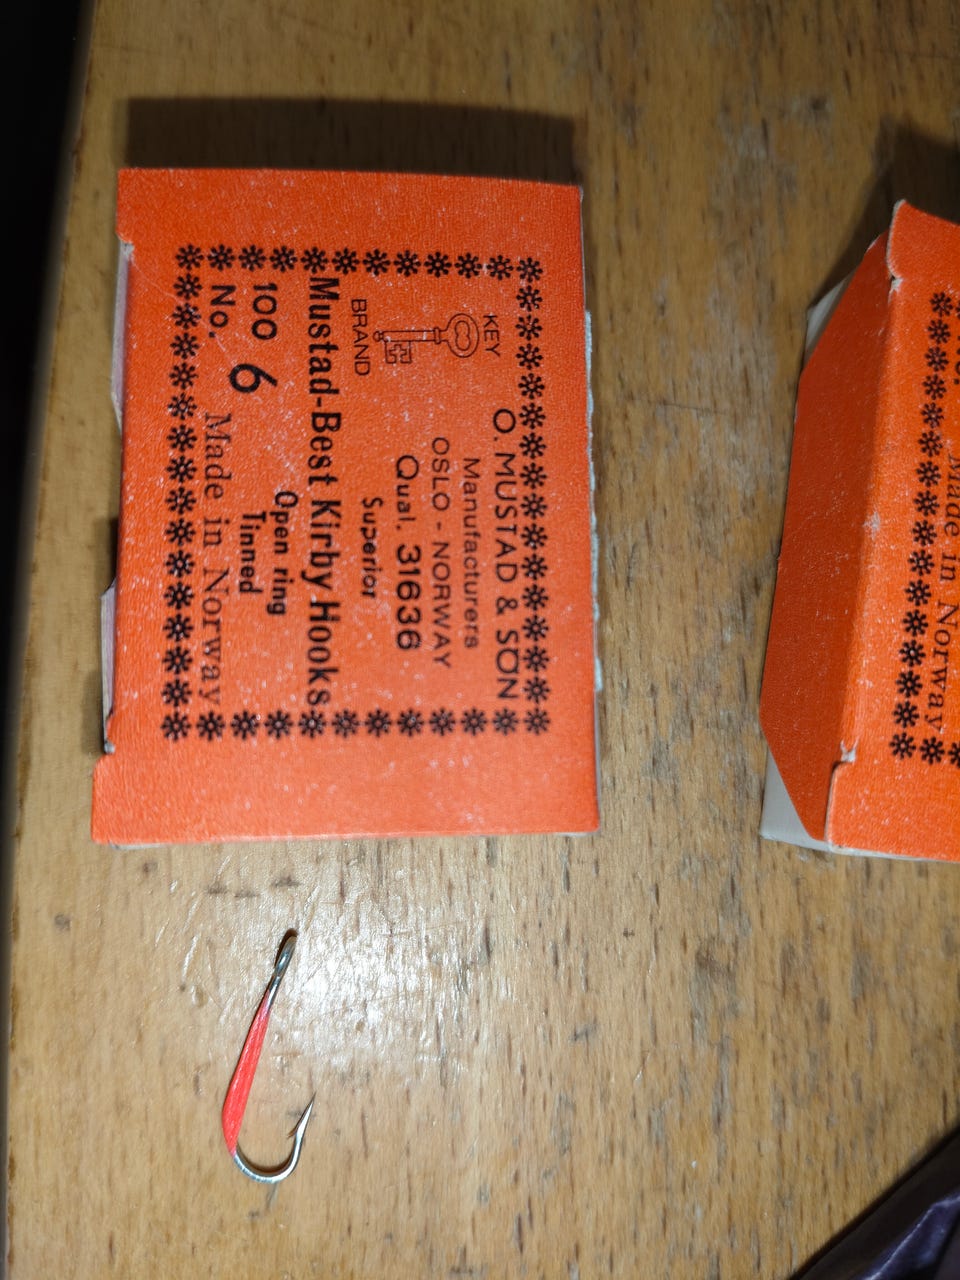 O. MUSTAD & SØN
KEY
BRAND
Manufacturers
OSLO - NORWAY
Qual. 31636
Superior
Mustad-Best Kirby Hooks
100
Open ring
Tinned
No. 6
Made in Norway
Made in Norway